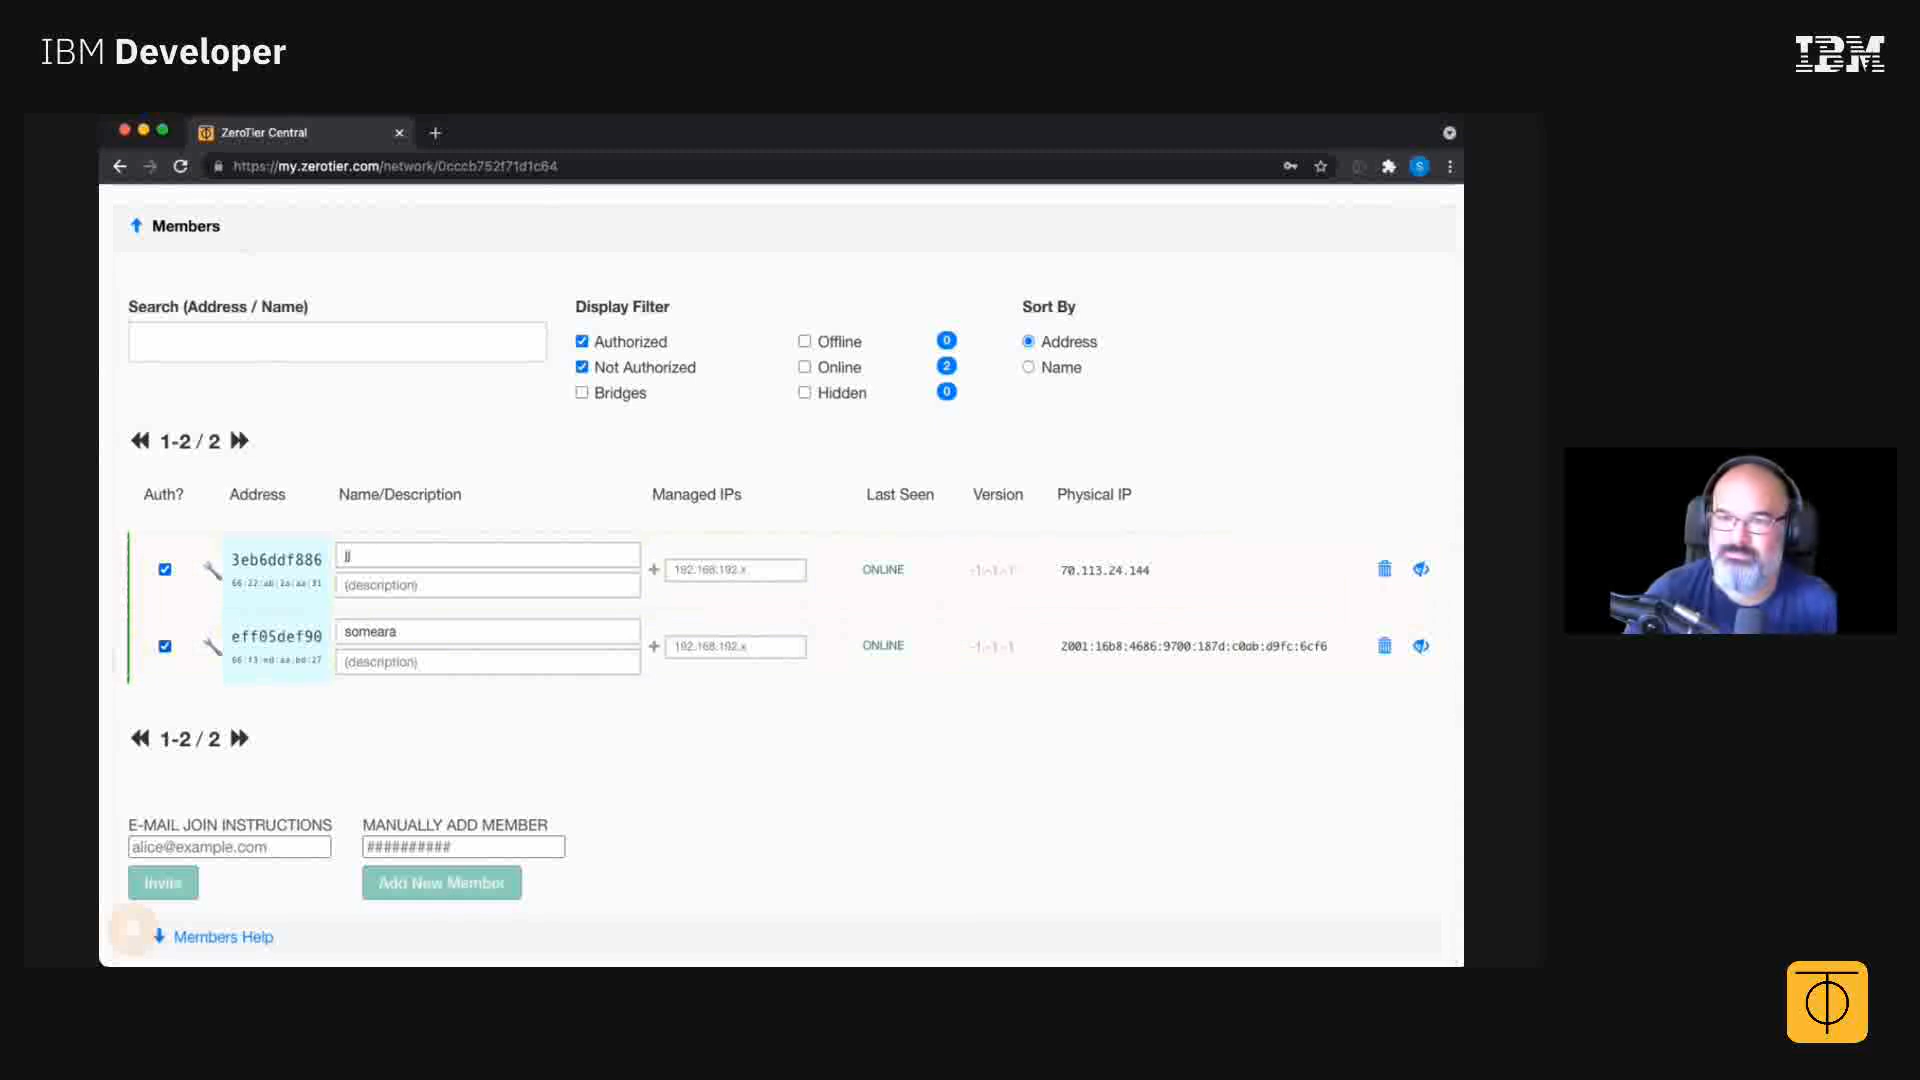 IBM Developer
IBM
ZeroTier Central
https://my.zerotier.com/network/0cccb752f71d1c64
S
Members
Search (Address / Name)
Display Filter
Sort By
Authorized
Offline
0
Address
Not Authorized
Online
2
Name
Bridges
Hidden
0
1-2 / 2
Auth?
Address
Name/Description
Managed IPs
Last Seen
Version
Physical IP
3eb6ddf886
jj
192.168.192.x
ONLINE
70.113.24.144
(description)
eff05def90
someara
192.168.192.x
ONLINE
2001:16b8:4686:9700:187d:c0ab:d9fc:6cf6
(description)
1-2 / 2
E-MAIL JOIN INSTRUCTIONS
MANUALLY ADD MEMBER
alice@example.com
##########
Invite
Add New Member
Members Help